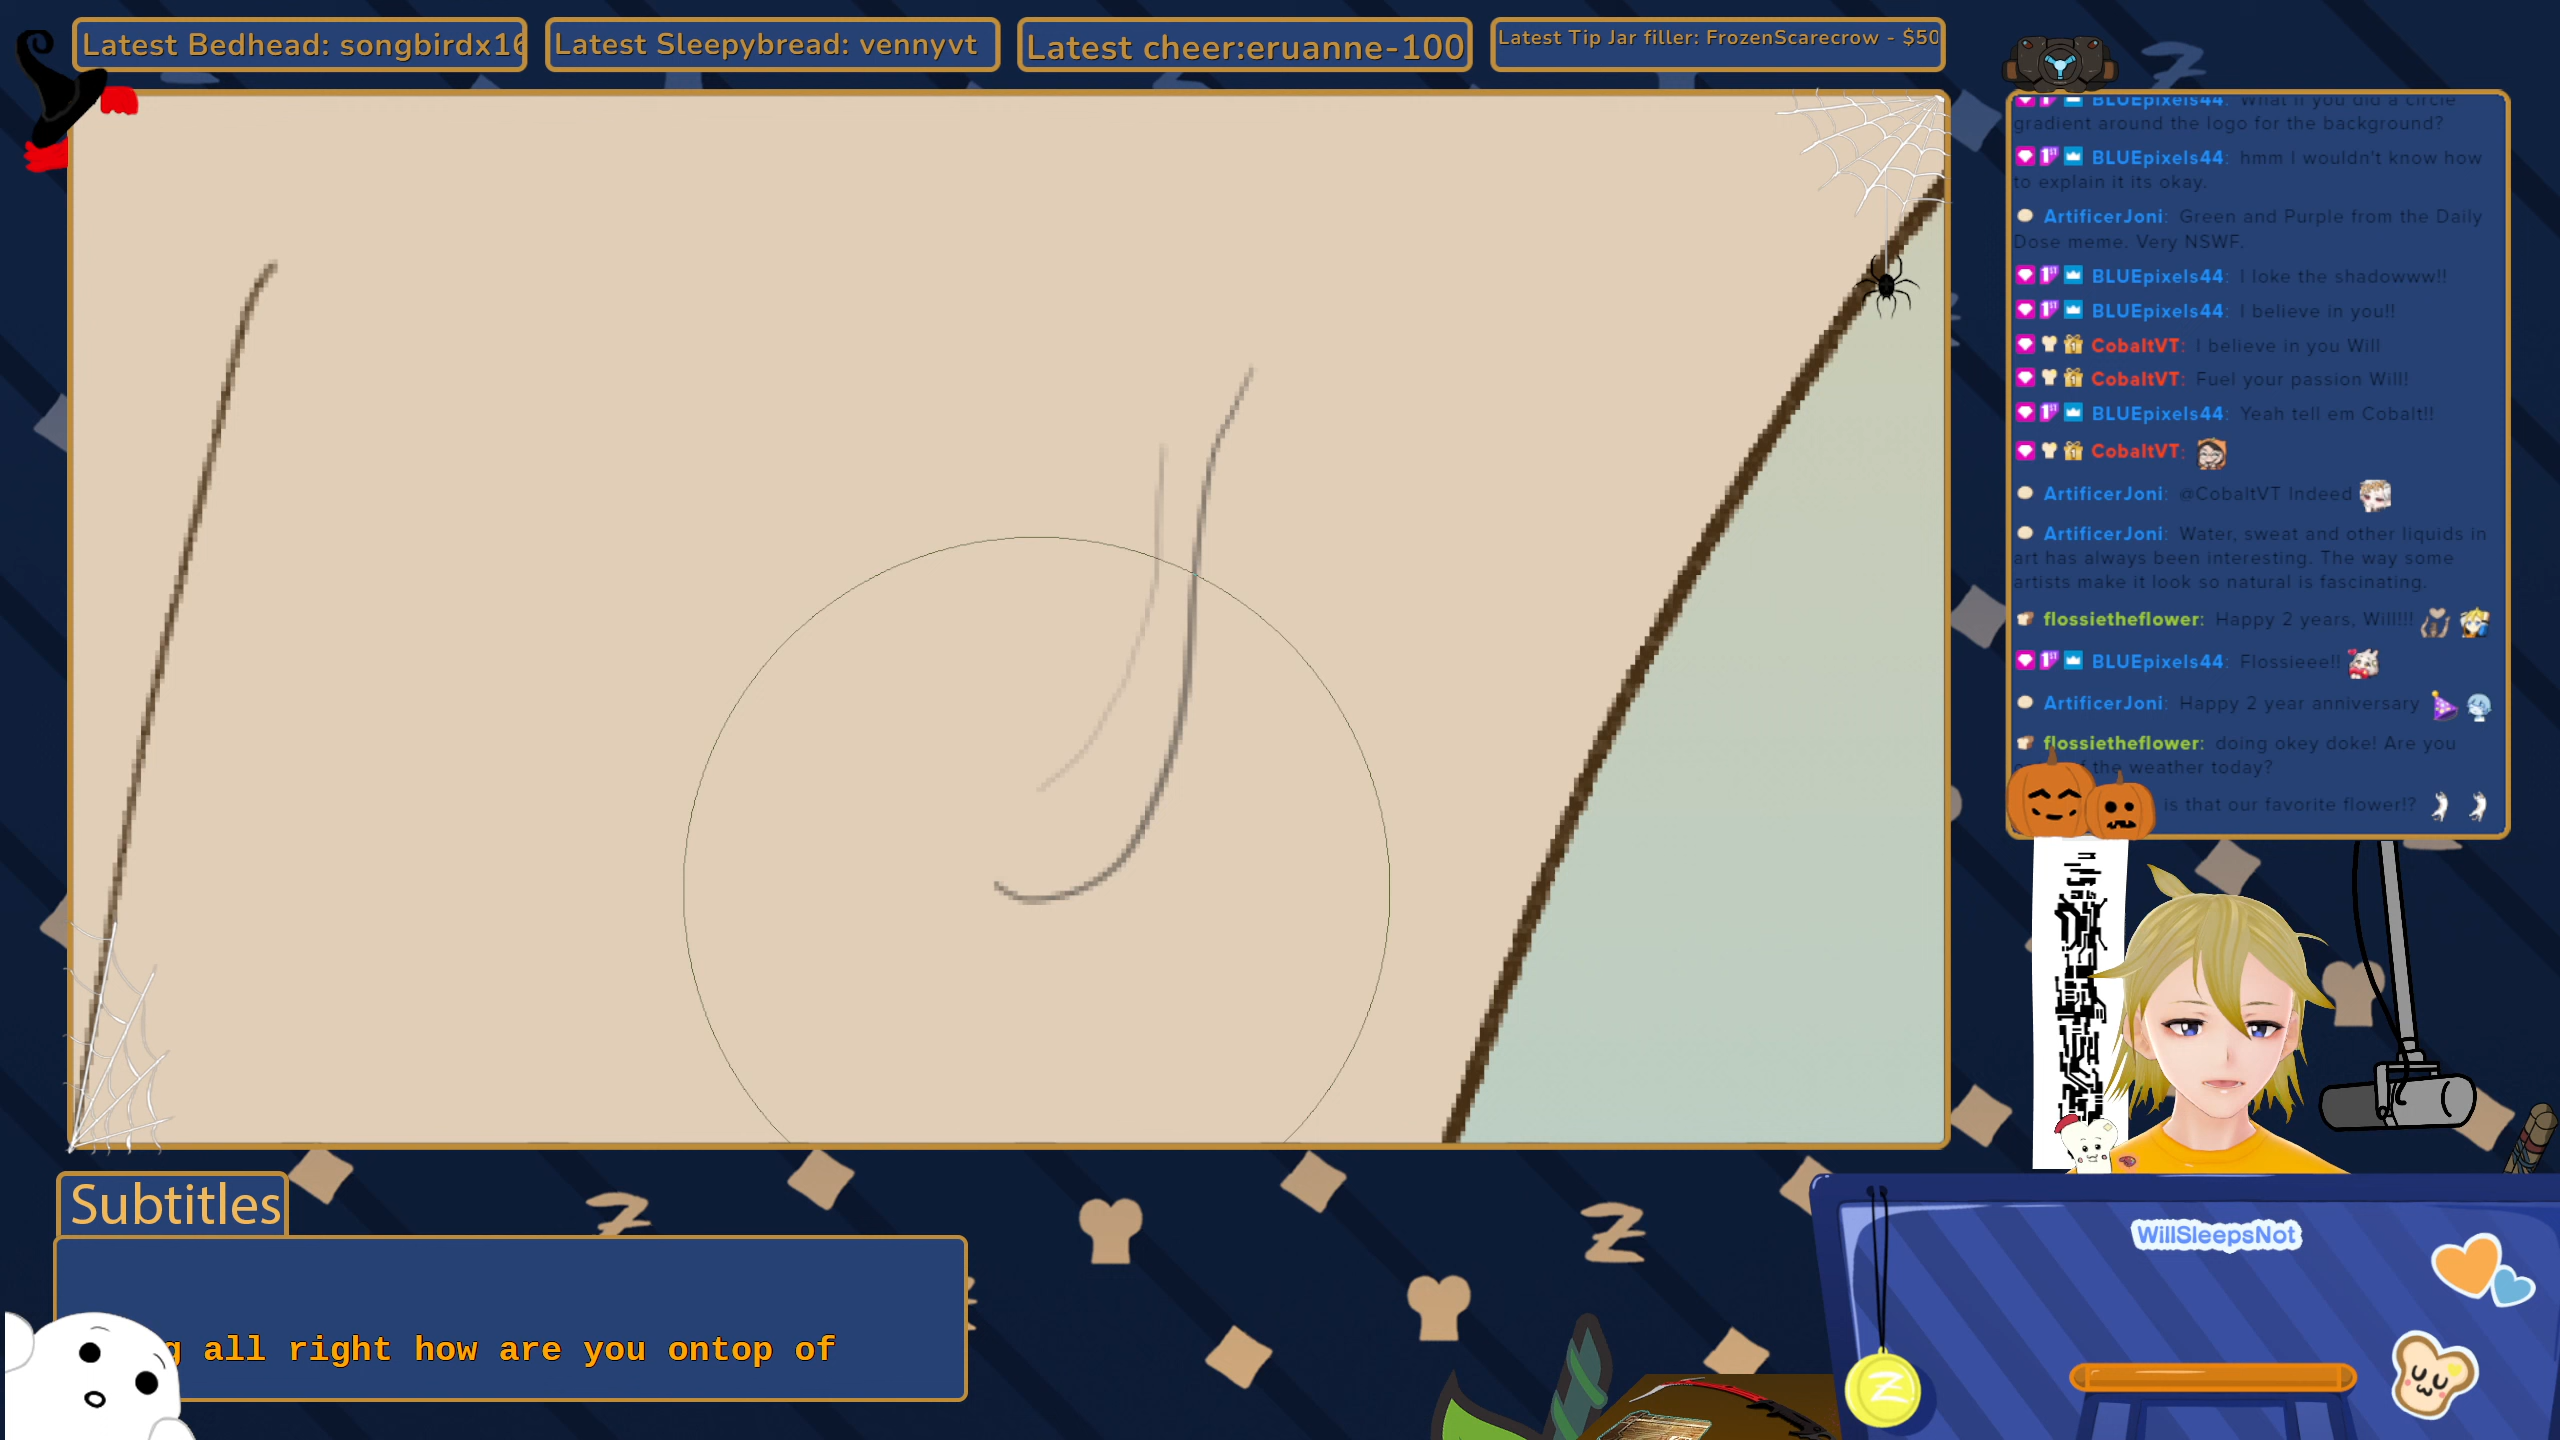 Latest Bedhead: songbirdx16
Latest Sleepybread: vennyvt
Latest cheer:eruanne-100
Latest Tip Jar filler: FrozenScarecrow - $50
BLUEpixels44: What if you did a circle
gradient around the logo for the background?
BLUEpixels44: hmm I wouldn't know how
to explain it its okay.
ArtificerJoni: Green and Purple from the Daily
Dose meme. Very NSWF.
BLUEpixels44: I loke the shadowww!!
BLUEpixels44: I believe in you!!
CobaltVT: I believe in you Will
CobaltVT: Fuel your passion Will!
BLUEpixels44: Yeah tell em Cobalt!!
CobaltVT:
ArtificerJoni: @CobaltVT Indeed
ArtificerJoni: Water, sweat and other liquids in
art has always been interesting. The way some
artists make it look so natural is fascinating.
flossietheflower: Happy 2 years, Will!!!
BLUEpixels44: Flossieee!!
ArtificerJoni: Happy 2 year anniversary
flossietheflower: doing okey doke! Are you
the weather today?
is that our favorite flower!?
Subtitles
all right how are you ontop of
WillSleepsNot